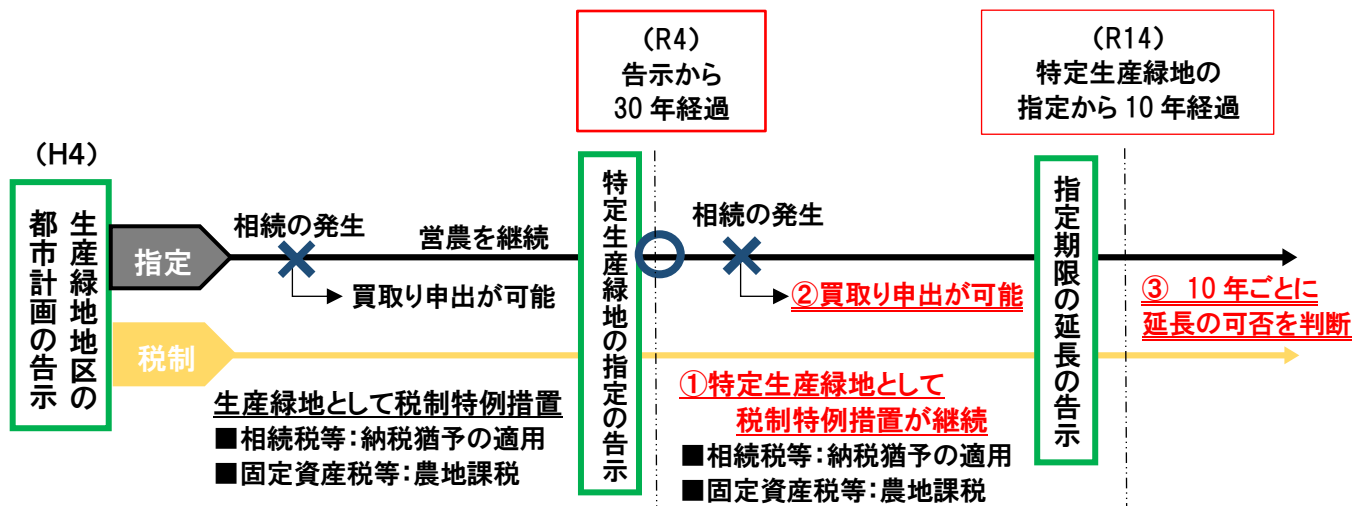 (H4)
生産緑地地区の
都市計画の告示
指定
税制
相続の発生
営農を継続
買取り申出が可能
生産緑地として税制特例措置
■相続税等:納税猶予の適用
■固定資産税等:農地課税
(R4)
告示から
30年経過
特定生産緑地の指定の告示
相続の発生
②買取り申出が可能
①特定生産緑地として
税制特例措置が継続
■相続税等:納税猶予の適用
■固定資産税等:農地課税
(R14)
特定生産緑地の
指定から10年経過
指定期限の延長の告示
③ 10年ごとに
延長の可否を判断